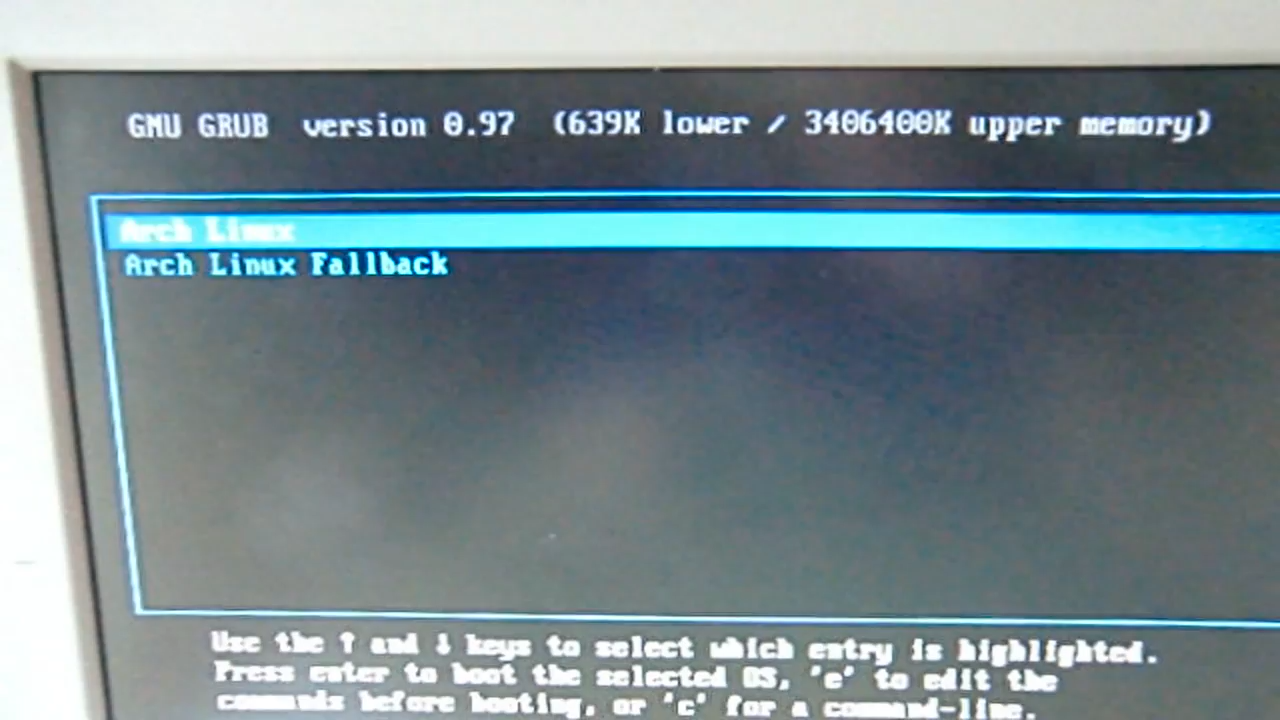 GNU GRUB version 0.97 (639K lower / 3406400K upper memory)
Arch Linux
Arch Linux Fallback
Use the ↑ and ↓ keys to select which entry is highlighted.
Press enter to boot the selected OS, 'e' to edit the
commands before booting, or 'c' for a command-line.